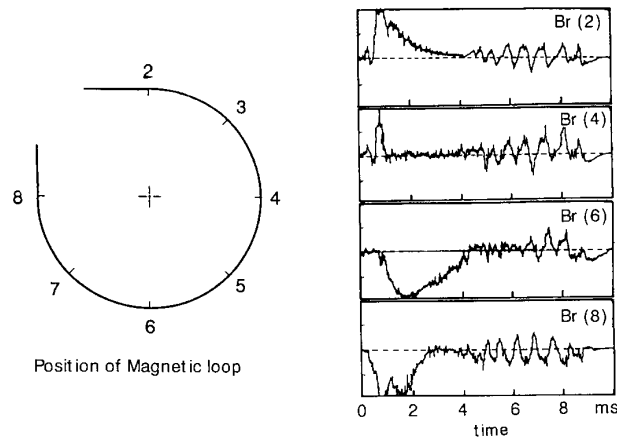 2
3
4
5
6
7
8
Position of Magnetic loop
Br (2)
Br (4)
Br (6)
Br (8)
0 2 4 6 8 ms
time